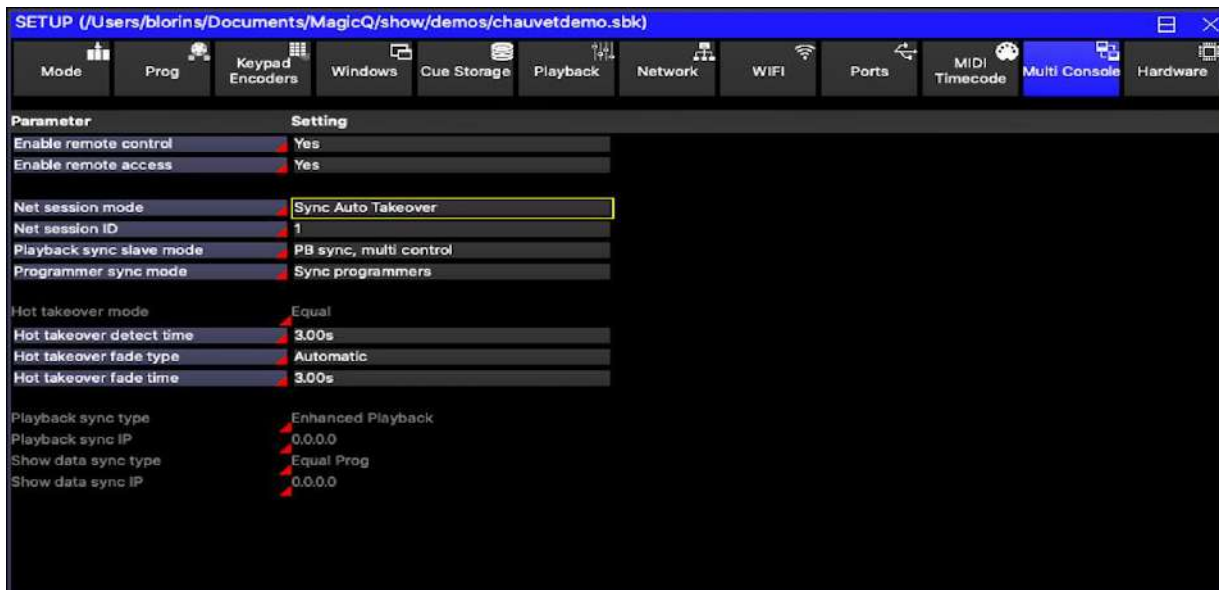 SETUP (/Users/blorins/Documents/MagicQ/show/demos/chauvetdemo.sbk)
Mode Prog Keypad Encoders Windows Cue Storage Playback Network WIFI Ports MIDI Timecode Multi Console Hardware
Parameter Setting
Enable remote control Yes
Enable remote access Yes
Net session mode Sync Auto Takeover
Net session ID 1
Playback sync slave mode PB sync, multi control
Programmer sync mode Sync programmers
Hot takeover mode Equal
Hot takeover detect time 3.00s
Hot takeover fade type Automatic
Hot takeover fade time 3.00s
Playback sync type Enhanced Playback
Playback sync IP 0.0.0.0
Show data sync type Equal Prog
Show data sync IP 0.0.0.0